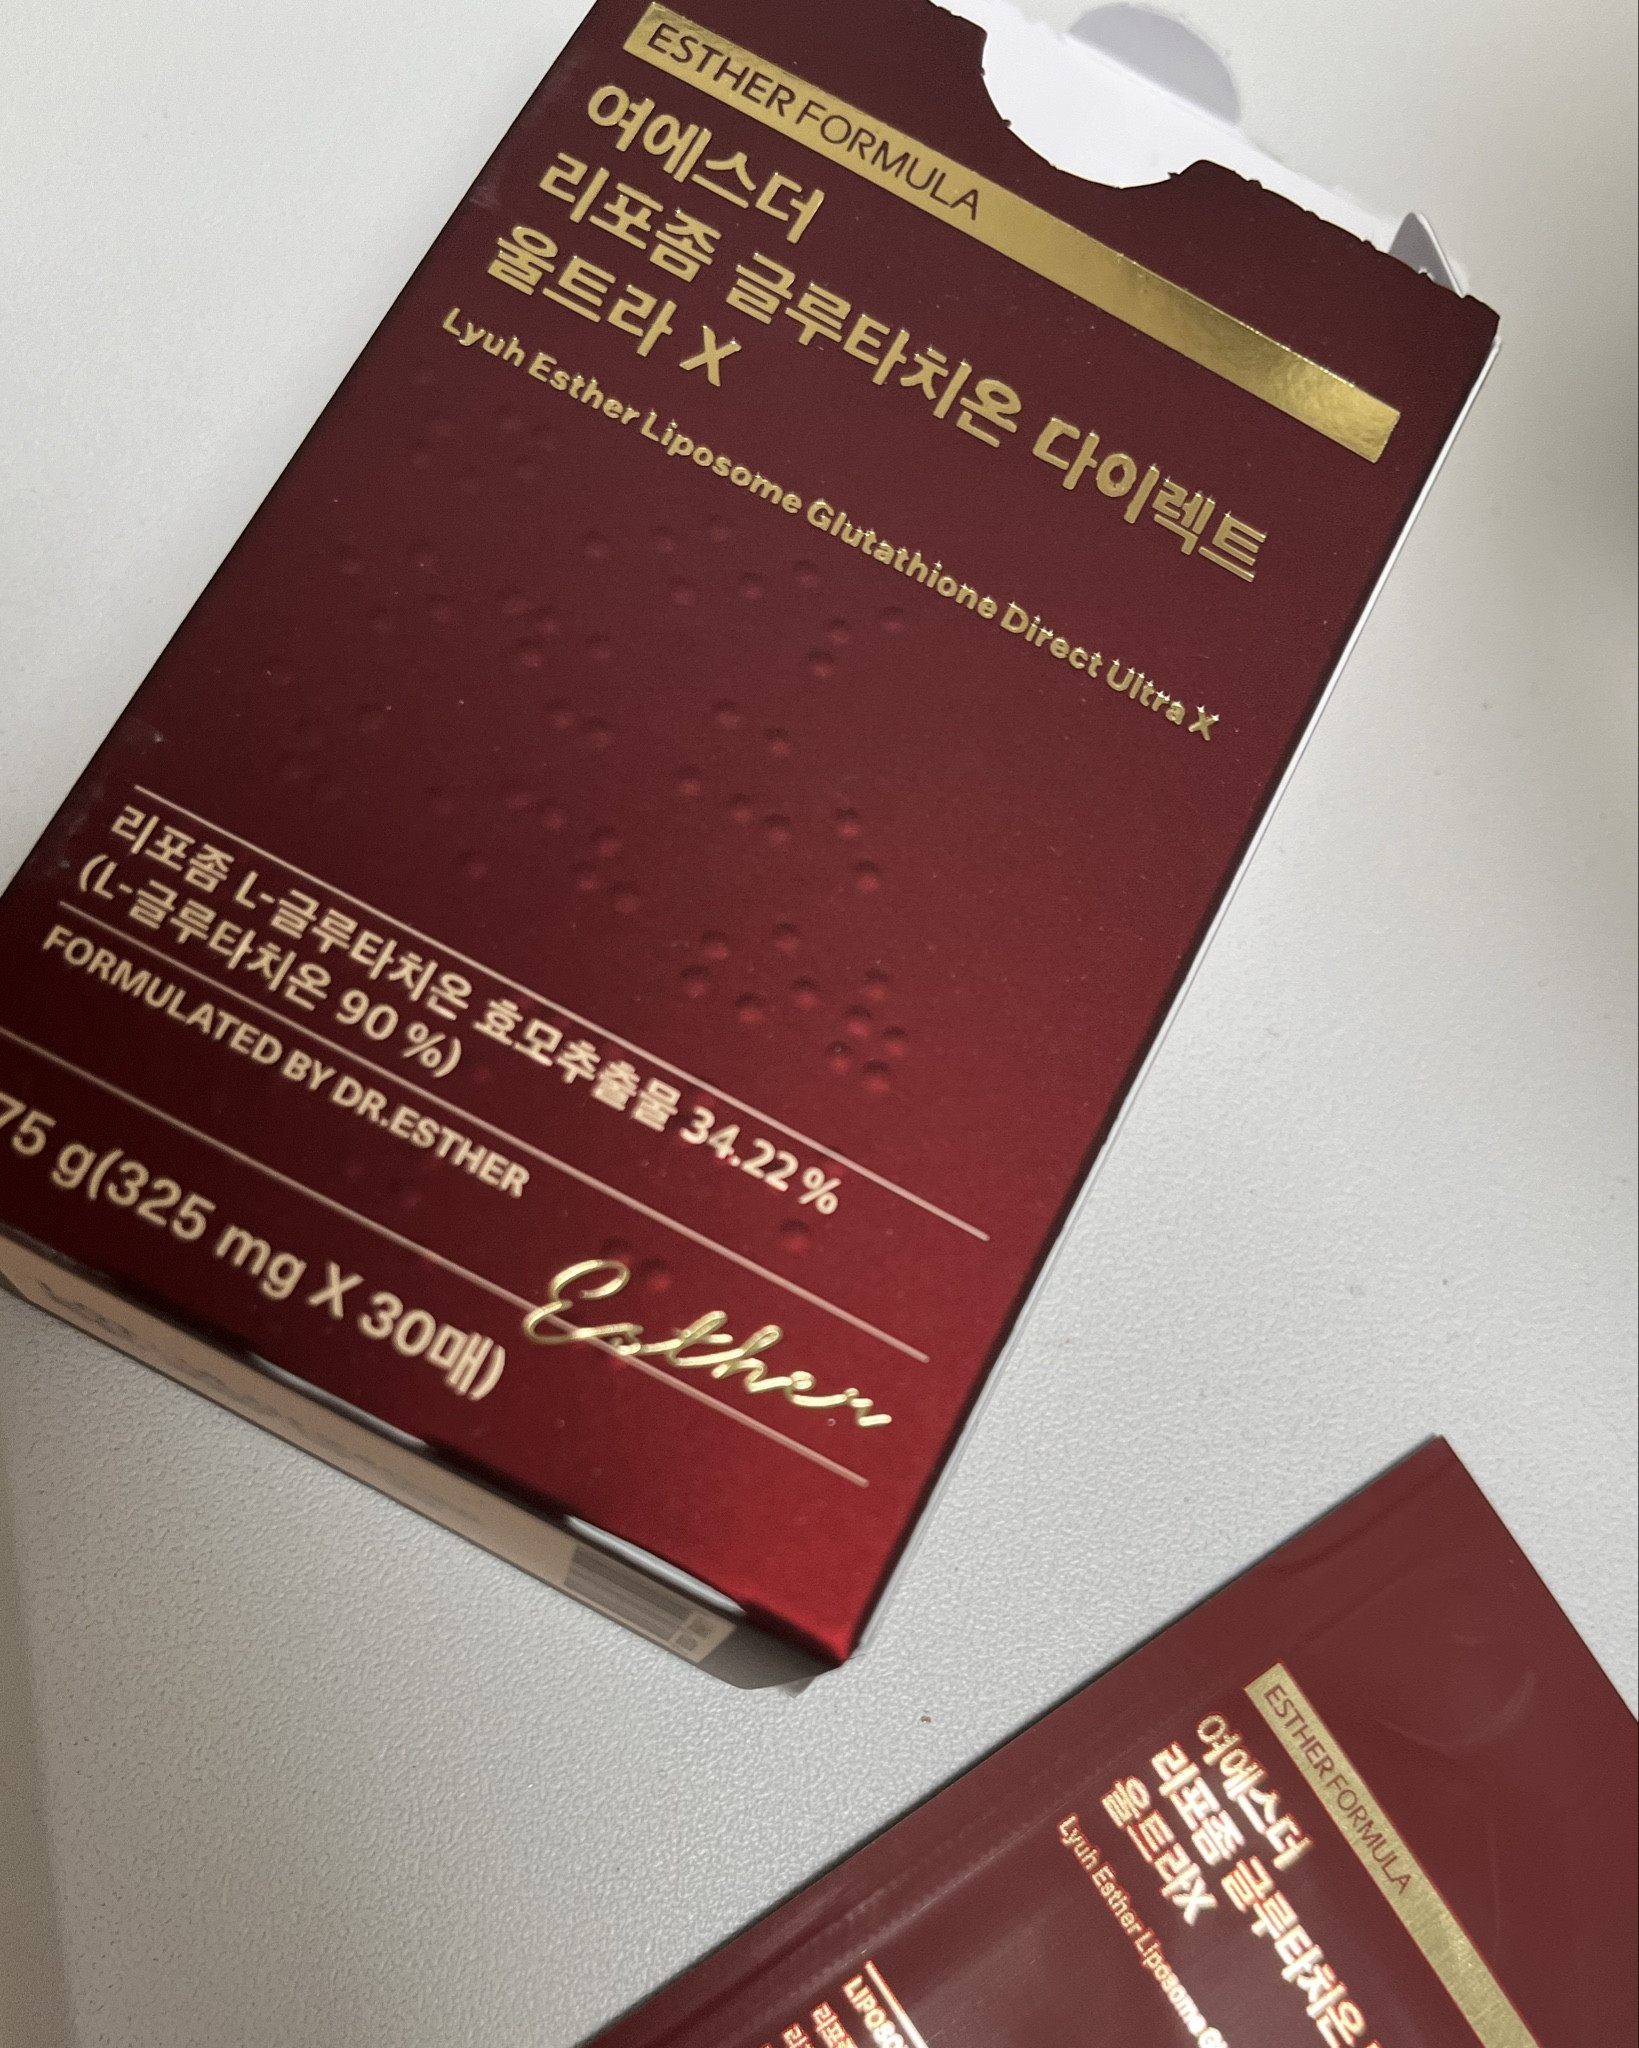 ESTHER FORMULA
여에스더
리포좀 글루타치온 다이렉트
울트라 X
Lyuh Esther Liposome Glutathione Direct Ultra X
리포좀 L-글루타치온 효모추출물 34.22 %
(L-글루타치온 90 %)
FORMULATED BY DR.ESTHER
75 g(325 mg X 30매)
Esther
ESTHER FORMULA
여에스더
리포좀 글루타치온
울트라X
Lyuh Esther Liposome